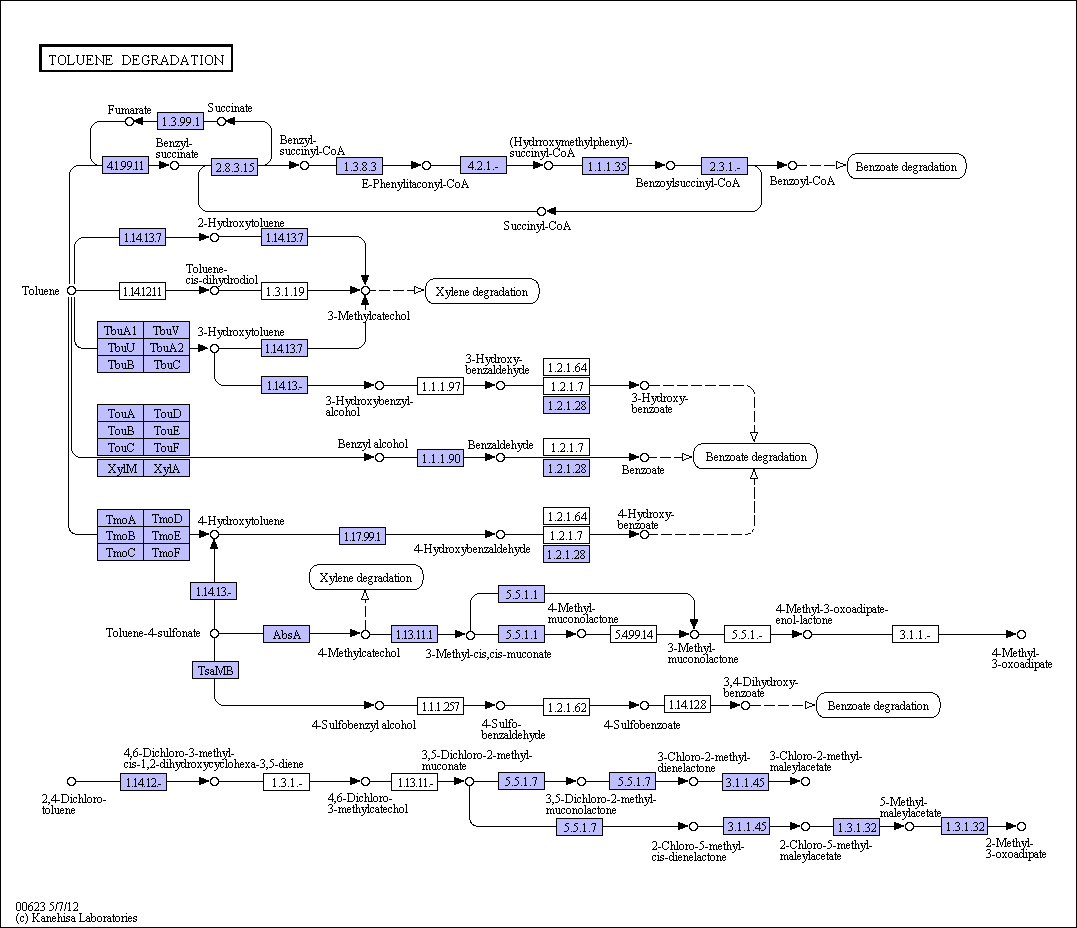 TOLUENE DEGRADATION
Fumarate
1.3.99.1
Succinate
Benzyl-
succinate
Benzyl-
succinyl-CoA
(Hydroxymethylphenyl)-
succinyl-CoA
4.1.99.11
2.8.3.15
1.3.8.3
4.2.1.-
1.1.1.35
2.3.1.-
Benzoate degradation
E-Phenylitaconyl-CoA
Benzoylsuccinyl-CoA
Benzoyl-CoA
Succinyl-CoA
2-Hydroxytoluene
1.14.13.7
1.14.13.7
Toluene-
cis-dihydrodiol
Toluene
1.14.12.11
1.3.1.19
Xylene degradation
3-Methylcatechol
TbuA1
TbuV
TbuU
TbuA2
TbuB
TbuC
3-Hydroxytoluene
1.14.13.7
3-Hydroxy-
benzaldehyde
1.2.1.64
1.14.13.-
1.1.1.97
1.2.1.7
1.2.1.28
3-Hydroxybenzyl-
alcohol
3-Hydroxy-
benzoate
TouA
TouD
TouB
TouE
TouC
TouF
XylM
XylA
Benzyl alcohol
1.1.1.90
Benzaldehyde
1.2.1.7
1.2.1.28
Benzoate
Benzoate degradation
TmoA
TmoD
TmoB
TmoE
TmoC
TmoF
4-Hydroxytoluene
1.17.99.1
4-Hydroxybenzaldehyde
1.2.1.64
1.2.1.7
1.2.1.28
4-Hydroxy-
benzoate
Xylene degradation
1.14.13.-
5.5.1.1
4-Methyl-
muconolactone
4-Methyl-3-oxoadipate-
enol-lactone
Toluene-4-sulfonate
AbsA
1.13.11.1
5.5.1.1
5.4.99.14
5.5.1.-
3.1.1.-
4-Methylcatechol
3-Methyl-cis,cis-muconate
3-Methyl-
muconolactone
4-Methyl-
3-oxoadipate
TsaMB
3,4-Dihydroxy-
benzoate
1.1.1.257
1.2.1.62
1.14.12.8
Benzoate degradation
4-Sulfobenzyl alcohol
4-Sulfo-
benzaldehyde
4-Sulfobenzoate
4,6-Dichloro-3-methyl-
cis-1,2-dihydroxycyclohexa-3,5-diene
3,5-Dichloro-2-methyl-
muconate
3-Chloro-2-methyl-
dienelactone
3-Chloro-2-methyl-
maleylacetate
1.14.12.-
1.3.1.-
1.13.11.-
5.5.1.7
5.5.1.7
3.1.1.45
2,4-Dichloro-
toluene
4,6-Dichloro-
3-methylcatechol
3,5-Dichloro-2-methyl-
muconolactone
5-Methyl-
maleylacetate
5.5.1.7
3.1.1.45
1.3.1.32
1.3.1.32
2-Chloro-5-methyl-
cis-dienelactone
2-Chloro-5-methyl-
maleylacetate
2-Methyl-
3-oxoadipate
00623 5/7/12
(c) Kanehisa Laboratories